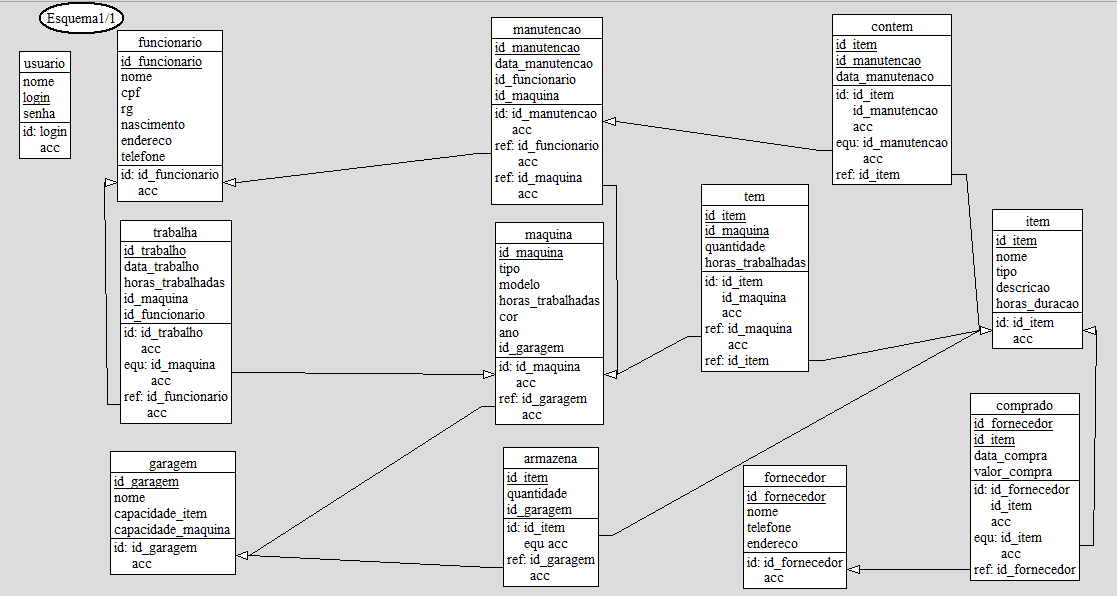 Esquema1/1
usuario
nome
login
senha
id: login
acc
funcionario
id_funcionario
nome
cpf
rg
nascimento
endereco
telefone
id: id_funcionario
acc
manutencao
id_manutencao
data_manutencao
id_funcionario
id_maquina
id: id_manutencao
acc
ref: id_funcionario
acc
ref: id_maquina
acc
contem
id_item
id_manutencao
data_manutenaco
id: id_item
id_manutencao
acc
equ: id_manutencao
acc
ref: id_item
trabalha
id_trabalho
data_trabalho
horas_trabalhadas
id_maquina
id_funcionario
id: id_trabalho
acc
equ: id_maquina
acc
ref: id_funcionario
acc
maquina
id_maquina
tipo
modelo
horas_trabalhadas
cor
ano
id_garagem
id: id_maquina
acc
ref: id_garagem
acc
tem
id_item
id_maquina
quantidade
horas_trabalhadas
id: id_item
id_maquina
acc
ref: id_maquina
acc
ref: id_item
item
id_item
nome
tipo
descricao
horas_duracao
id: id_item
acc
garagem
id_garagem
nome
capacidade_item
capacidade_maquina
id: id_garagem
acc
armazena
id_item
quantidade
id_garagem
id: id_item
equ acc
ref: id_garagem
acc
fornecedor
id_fornecedor
nome
telefone
endereco
id: id_fornecedor
acc
comprado
id_fornecedor
id_item
data_compra
valor_compra
id: id_fornecedor
id_item
acc
equ: id_item
acc
ref: id_fornecedor